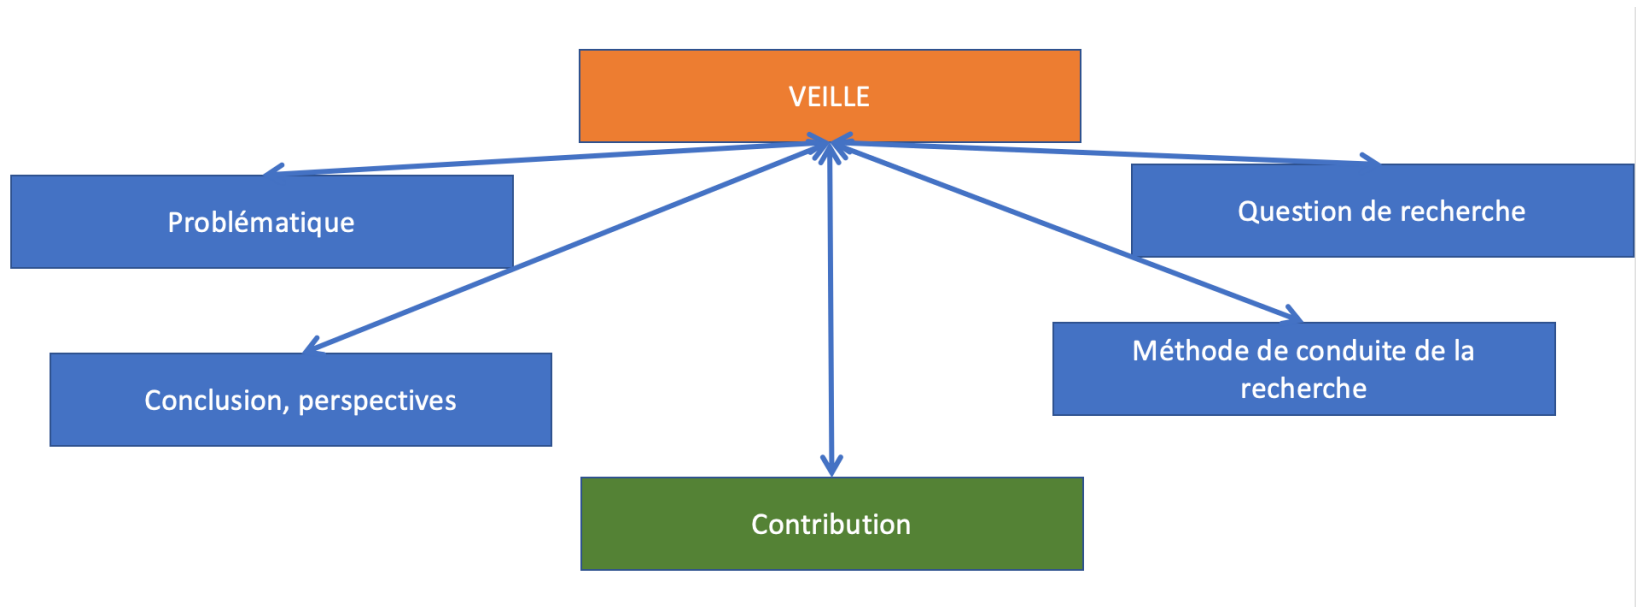 VEILLE
Problématique
Question de recherche
Conclusion, perspectives
Méthode de conduite de la
recherche
Contribution